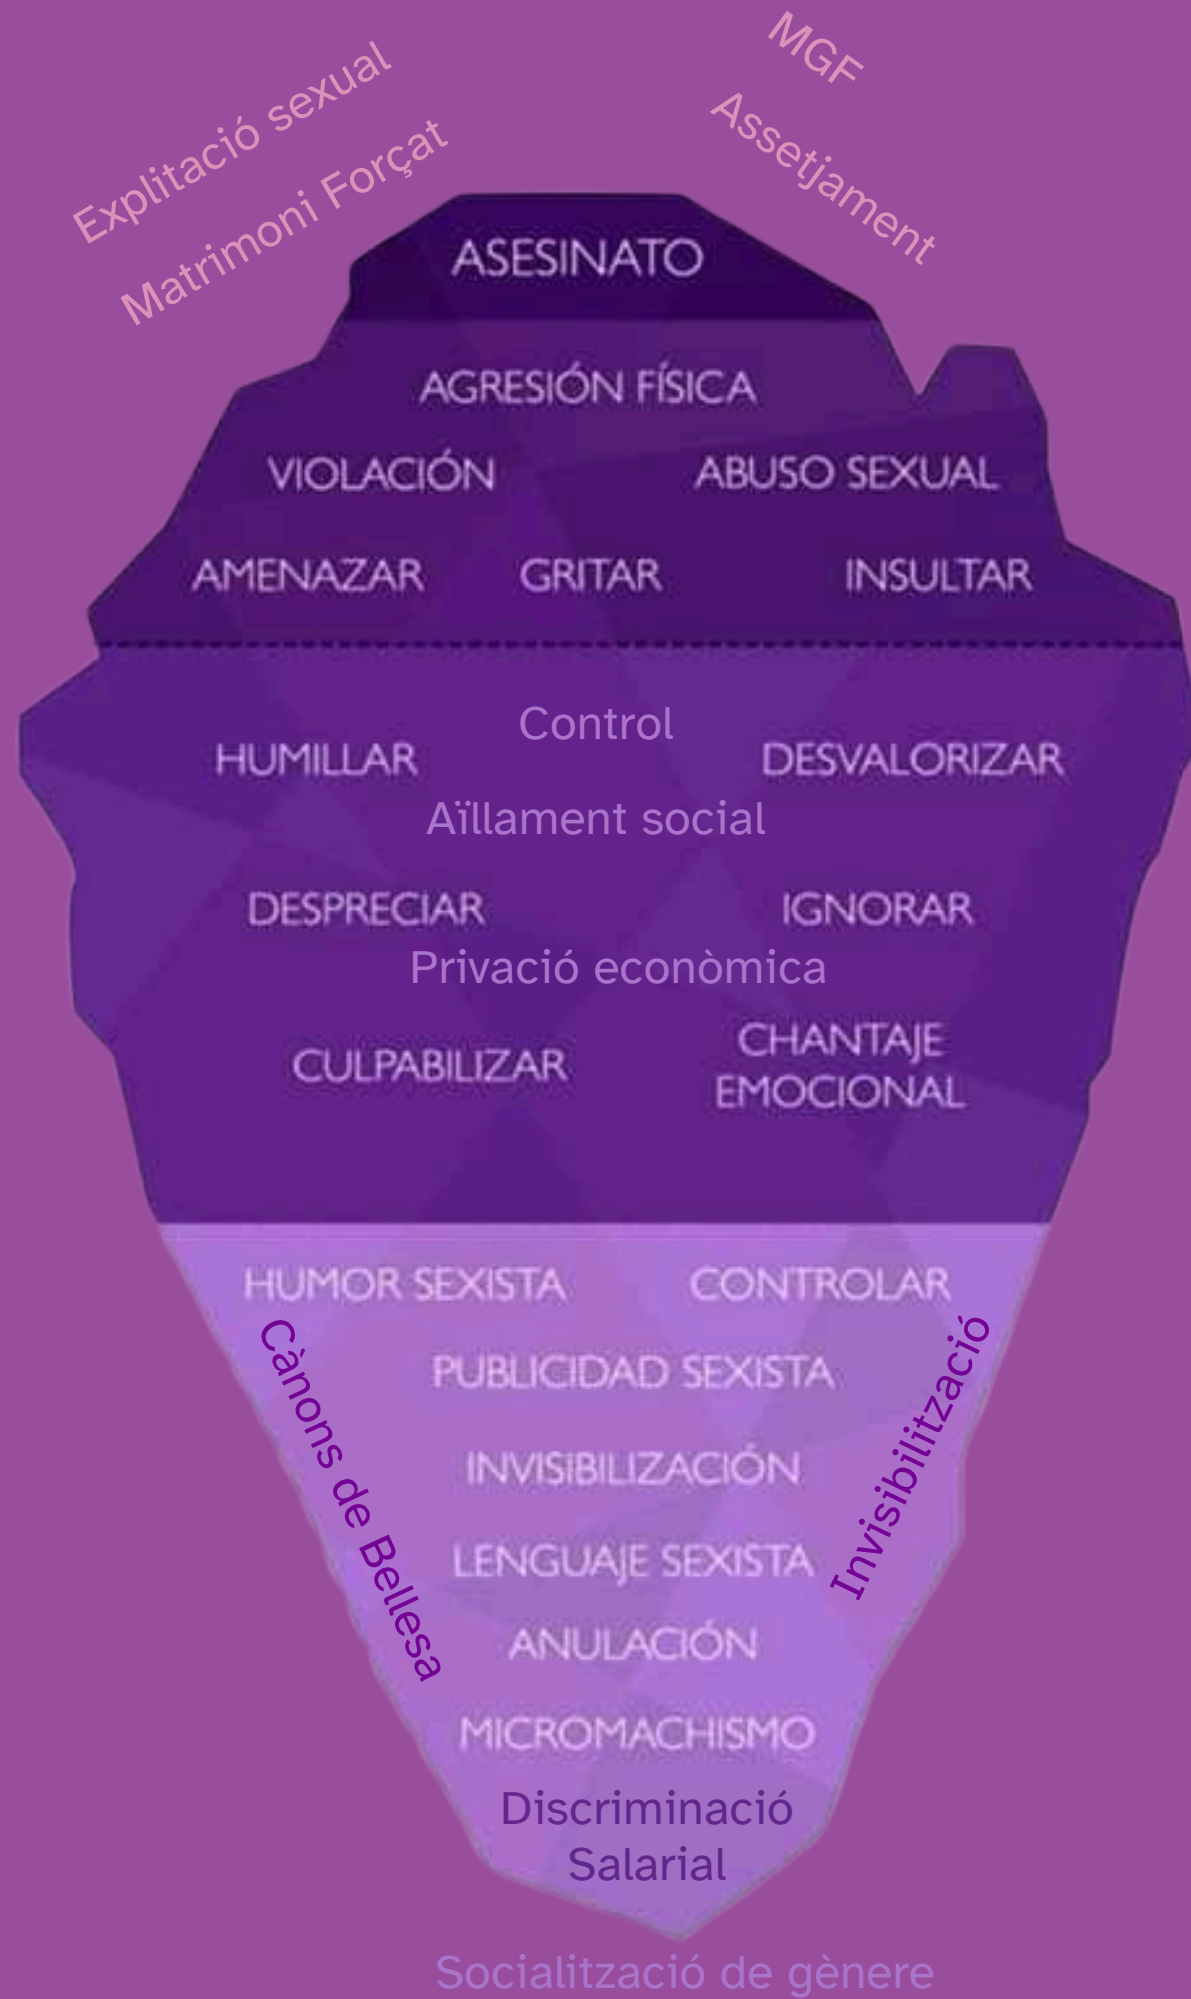 MGF
Explitació sexual
Assetjament
Matrimoni Forçat
ASESINATO
AGRESIÓN FÍSICA
VIOLACIÓN
ABUSO SEXUAL
AMENAZAR
GRITAR
INSULTAR
Control
HUMILLAR
DESVALORIZAR
Aïllament social
DESPRECIAR
IGNORAR
Privació econòmica
CULPABILIZAR
CHANTAJE
EMOCIONAL
HUMOR SEXISTA
CONTROLAR
Cànons de Bellesa
PUBLICIDAD SEXISTA
Invisibilització
INVISIBILIZACIÓN
LENGUAJE SEXISTA
ANULACIÓN
MICROMACHISMO
Discriminació
Salarial
Socialització de gènere